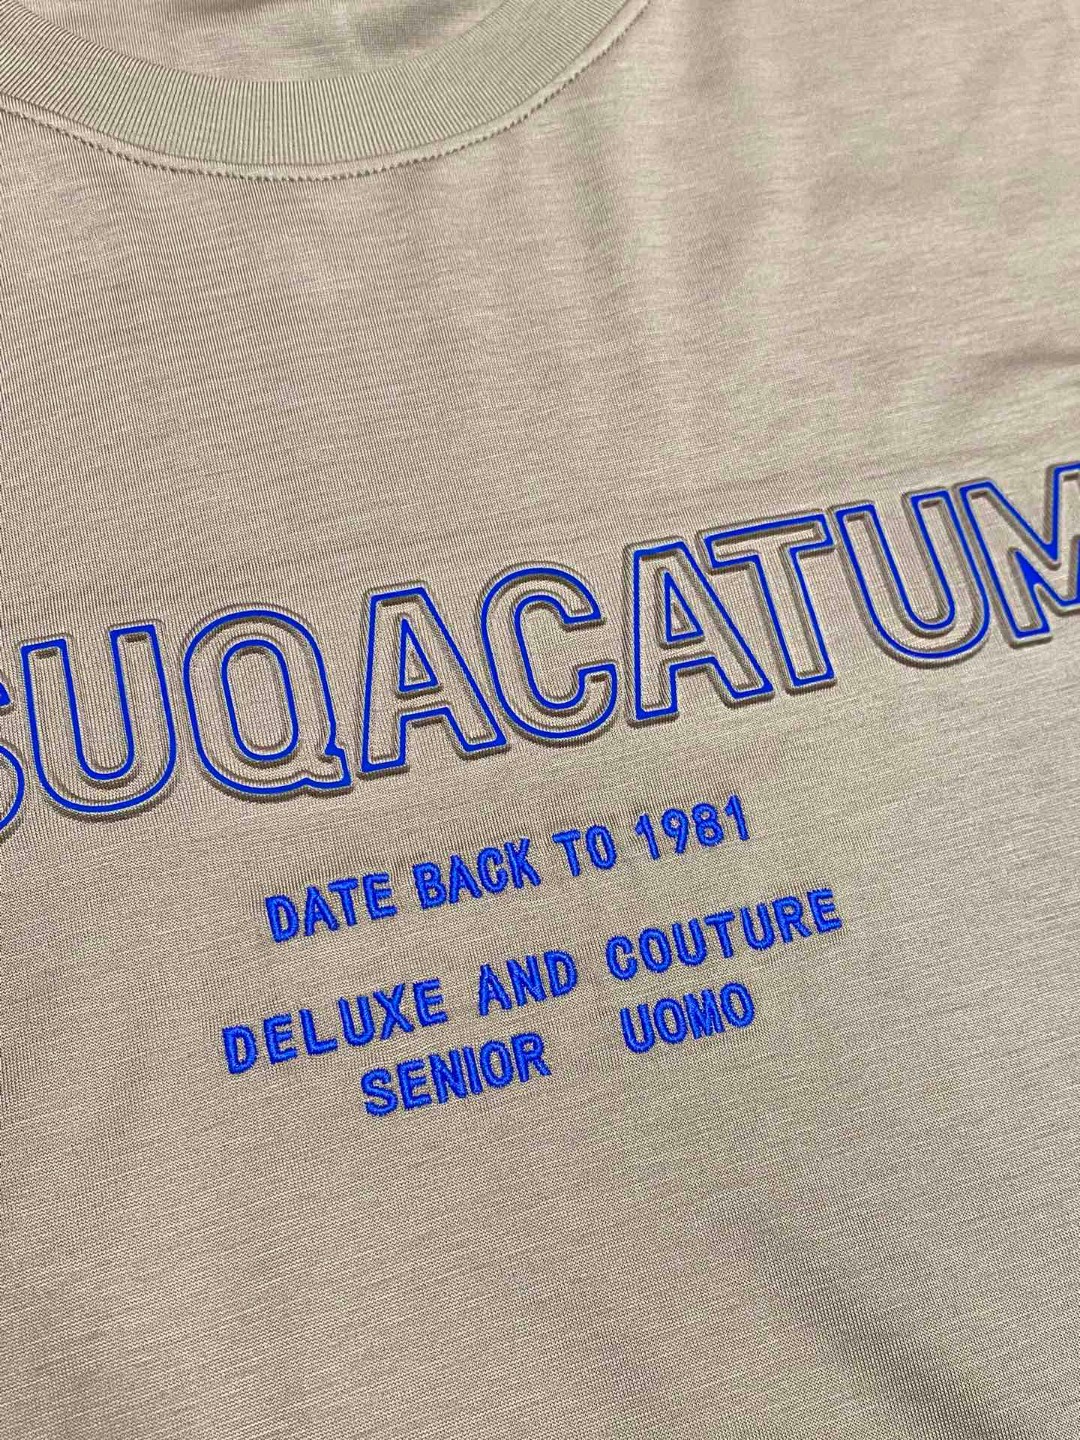 SUQACATUM
DATE BACK TO 1981
DELUXE AND COUTURE
SENIOR UOMO